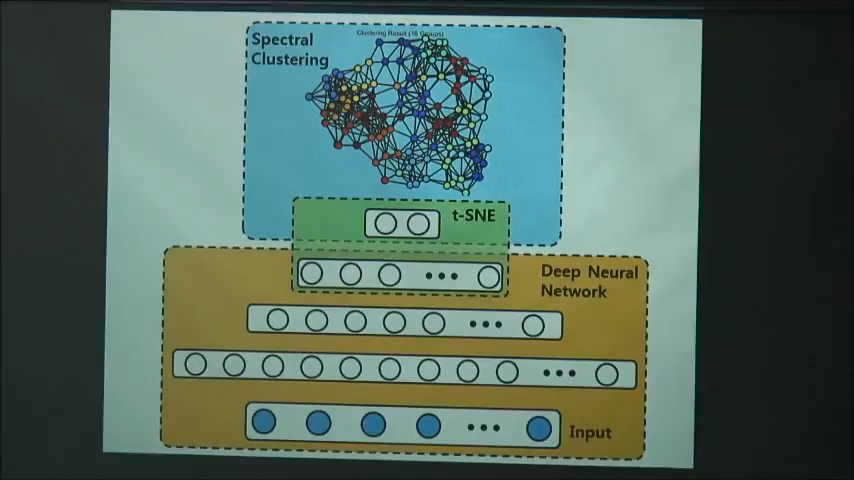 Clustering Result (16 Groups)
Spectral
Clustering
t-SNE
Deep Neural
Network
Input